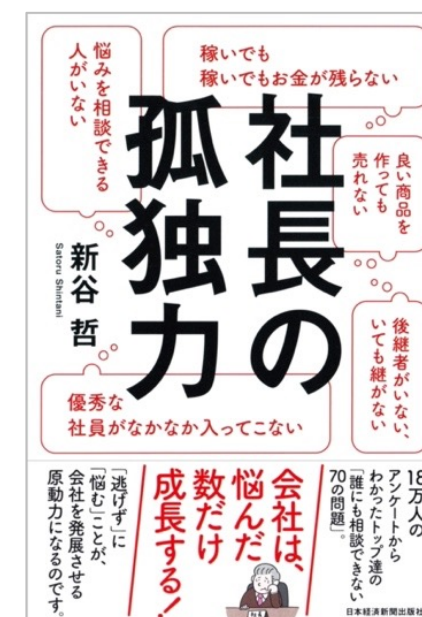 社長の
孤独力
新谷 哲
Satoru Shintani
稼いでも
稼いでもお金が残らない
悩みを相談できる
人がいない
良い商品を
作っても
売れない
後継者がいない、
いても継がない
優秀な
社員がなかなか入ってこない
18万人の
アンケートから
わかったトップ達の
「誰にも相談できない
70の問題」。
会社は、
悩んだ
数だけ
成長する!
「逃げず」に
「悩む」ことが、
会社を発展させる
原動力になるのです。
日本経済新聞出版社